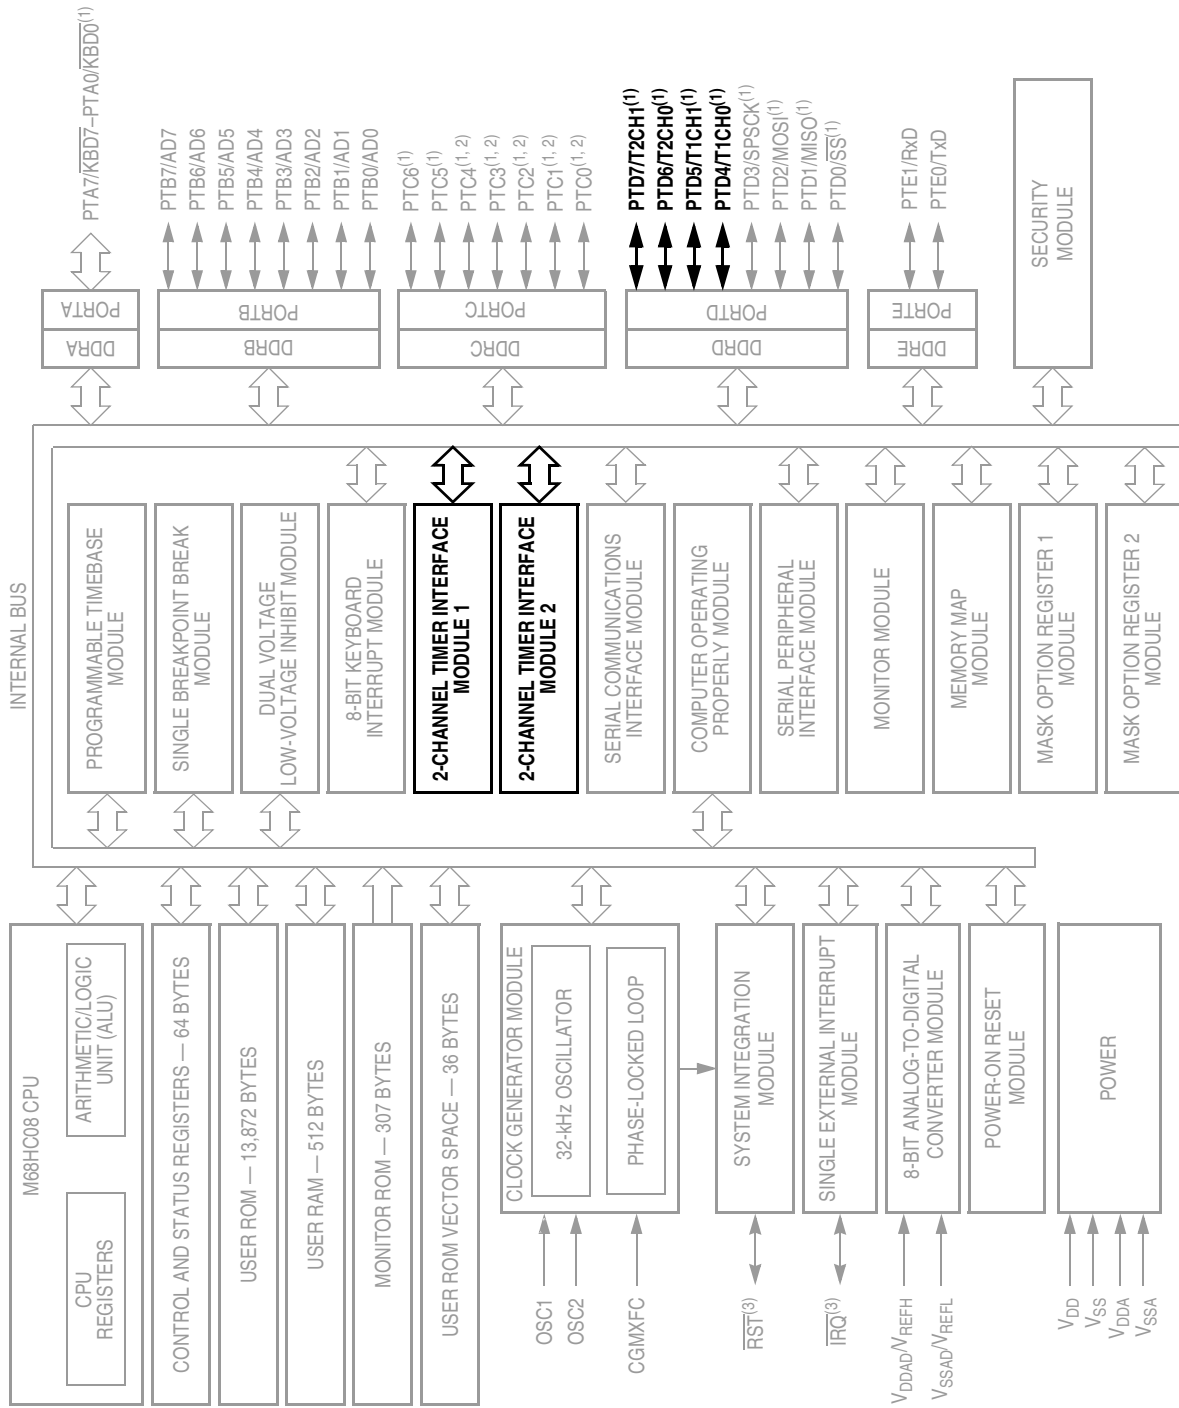 INTERNAL BUS
M68HC08 CPU
CPU
REGISTERS
ARITHMETIC/LOGIC
UNIT (ALU)
CONTROL AND STATUS REGISTERS — 64 BYTES
USER ROM — 13,872 BYTES
USER RAM — 512 BYTES
MONITOR ROM — 307 BYTES
USER ROM VECTOR SPACE — 36 BYTES
CLOCK GENERATOR MODULE
32-kHz OSCILLATOR
PHASE-LOCKED LOOP
OSC1
OSC2
CGMXFC
SYSTEM INTEGRATION
MODULE
RST(3)
SINGLE EXTERNAL INTERRUPT
MODULE
IRQ(3)
8-BIT ANALOG-TO-DIGITAL
CONVERTER MODULE
VDDAD/VREFH
VSSAD/VREFL
POWER-ON RESET
MODULE
POWER
VDD
VSS
VDDA
VSSA
PROGRAMMABLE TIMEBASE
MODULE
SINGLE BREAKPOINT BREAK
MODULE
DUAL VOLTAGE
LOW-VOLTAGE INHIBIT MODULE
8-BIT KEYBOARD
INTERRUPT MODULE
2-CHANNEL TIMER INTERFACE
MODULE 1
2-CHANNEL TIMER INTERFACE
MODULE 2
SERIAL COMMUNICATIONS
INTERFACE MODULE
COMPUTER OPERATING
PROPERLY MODULE
SERIAL PERIPHERAL
INTERFACE MODULE
MONITOR MODULE
MEMORY MAP
MODULE
MASK OPTION REGISTER 1
MODULE
MASK OPTION REGISTER 2
MODULE
DDRA
PORTA
PTA7/KBD7–PTA0/KBD0(1)
DDRB
PORTB
PTB7/AD7
PTB6/AD6
PTB5/AD5
PTB4/AD4
PTB3/AD3
PTB2/AD2
PTB1/AD1
PTB0/AD0
DDRC
PORTC
PTC6(1)
PTC5(1)
PTC4(1, 2)
PTC3(1, 2)
PTC2(1, 2)
PTC1(1, 2)
PTC0(1, 2)
DDRD
PORTD
PTD7/T2CH1(1)
PTD6/T2CH0(1)
PTD5/T1CH1(1)
PTD4/T1CH0(1)
PTD3/SPSCK(1)
PTD2/MOSI(1)
PTD1/MISO(1)
PTD0/SS(1)
DDRE
PORTE
PTE1/RxD
PTE0/TxD
SECURITY
MODULE